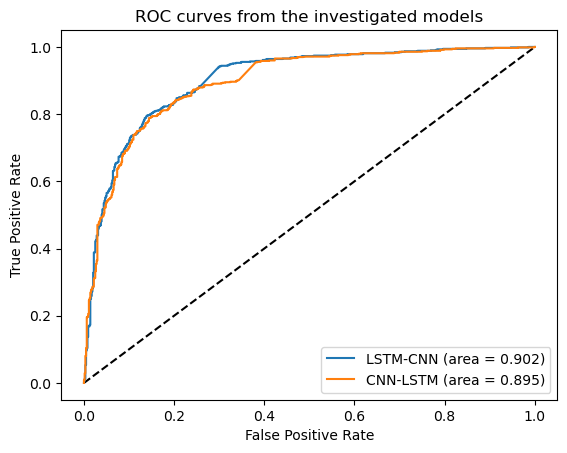 ROC curves from the investigated models
1.0
0.8
0.6
0.4
0.2
0.0
True Positive Rate
0.0 0.2 0.4 0.6 0.8 1.0
False Positive Rate
LSTM-CNN (area = 0.902)
CNN-LSTM (area = 0.895)